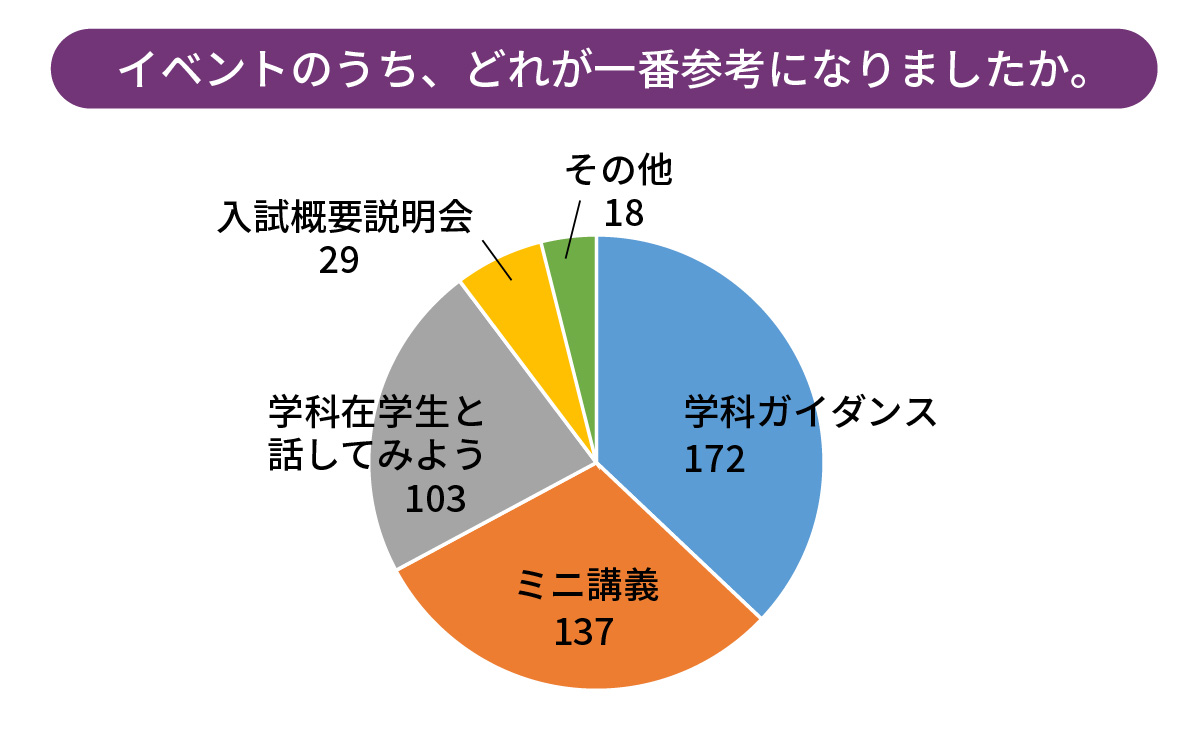 イベントのうち、どれが一番参考になりましたか。
その他
18
入試概要説明会
29
学科ガイダンス
172
学科在学生と
話してみよう
103
ミニ講義
137